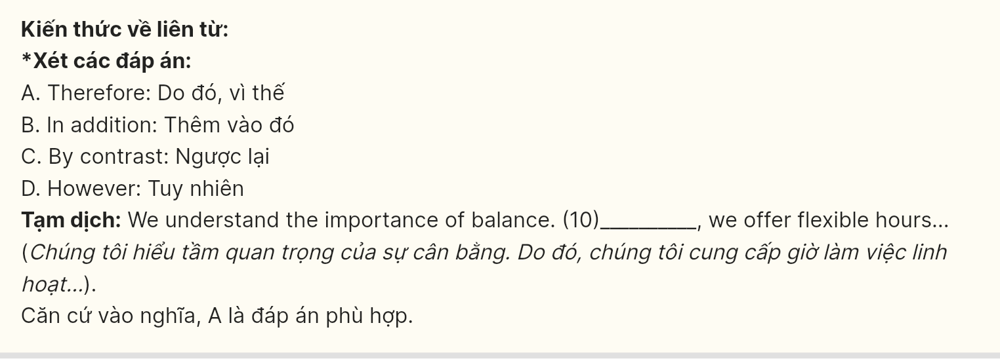 Kiến thức về liên từ:
*Xét các đáp án:
A. Therefore: Do đó, vì thế
B. In addition: Thêm vào đó
C. By contrast: Ngược lại
D. However: Tuy nhiên
Tạm dịch: We understand the importance of balance. (10)__________, we offer flexible hours...
(Chúng tôi hiểu tầm quan trọng của sự cân bằng. Do đó, chúng tôi cung cấp giờ làm việc linh
hoạt...).
Căn cứ vào nghĩa, A là đáp án phù hợp.